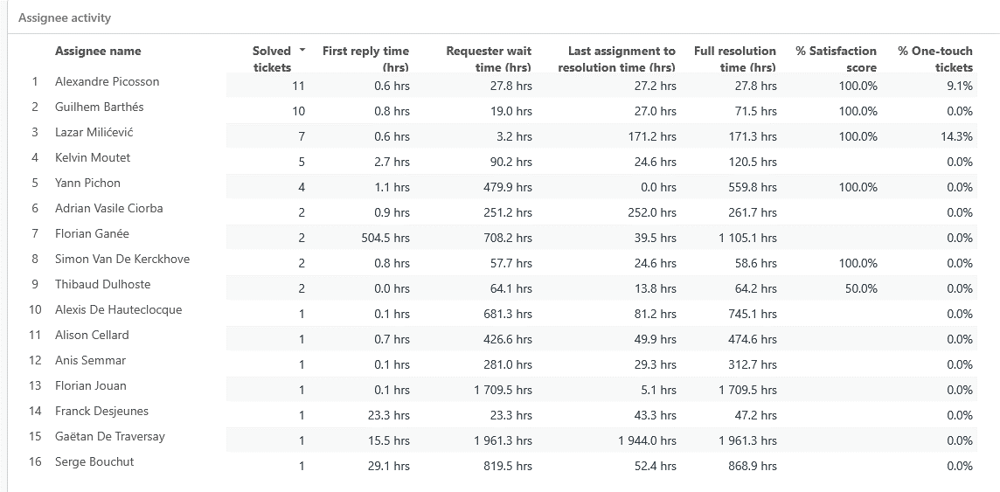 Assignee activity
Assignee name Solved tickets First reply time (hrs) Requester wait time (hrs) Last assignment to resolution time (hrs) Full resolution time (hrs) % Satisfaction score % One-touch tickets
1 Alexandre Picosson 11 0.6 hrs 27.8 hrs 27.2 hrs 27.8 hrs 100.0% 9.1%
2 Guilhem Barthés 10 0.8 hrs 19.0 hrs 27.0 hrs 71.5 hrs 100.0% 0.0%
3 Lazar Milićević 7 0.6 hrs 3.2 hrs 171.2 hrs 171.3 hrs 100.0% 14.3%
4 Kelvin Moutet 5 2.7 hrs 90.2 hrs 24.6 hrs 120.5 hrs 0.0%
5 Yann Pichon 4 1.1 hrs 479.9 hrs 0.0 hrs 559.8 hrs 100.0% 0.0%
6 Adrian Vasile Ciorba 2 0.9 hrs 251.2 hrs 252.0 hrs 261.7 hrs 0.0%
7 Florian Ganée 2 504.5 hrs 708.2 hrs 39.5 hrs 1 105.1 hrs 0.0%
8 Simon Van De Kerckhove 2 0.8 hrs 57.7 hrs 24.6 hrs 58.6 hrs 100.0% 0.0%
9 Thibaud Dulhoste 2 0.0 hrs 64.1 hrs 13.8 hrs 64.2 hrs 50.0% 0.0%
10 Alexis De Hauteclocque 1 0.1 hrs 681.3 hrs 81.2 hrs 745.1 hrs 0.0%
11 Alison Cellard 1 0.7 hrs 426.6 hrs 49.9 hrs 474.6 hrs 0.0%
12 Anis Semmar 1 0.1 hrs 281.0 hrs 29.3 hrs 312.7 hrs 0.0%
13 Florian Jouan 1 0.1 hrs 1 709.5 hrs 5.1 hrs 1 709.5 hrs 0.0%
14 Franck Desjeunes 1 23.3 hrs 23.3 hrs 43.3 hrs 47.2 hrs 0.0%
15 Gaëtan De Traversay 1 15.5 hrs 1 961.3 hrs 1 944.0 hrs 1 961.3 hrs 0.0%
16 Serge Bouchut 1 29.1 hrs 819.5 hrs 52.4 hrs 868.9 hrs 0.0%